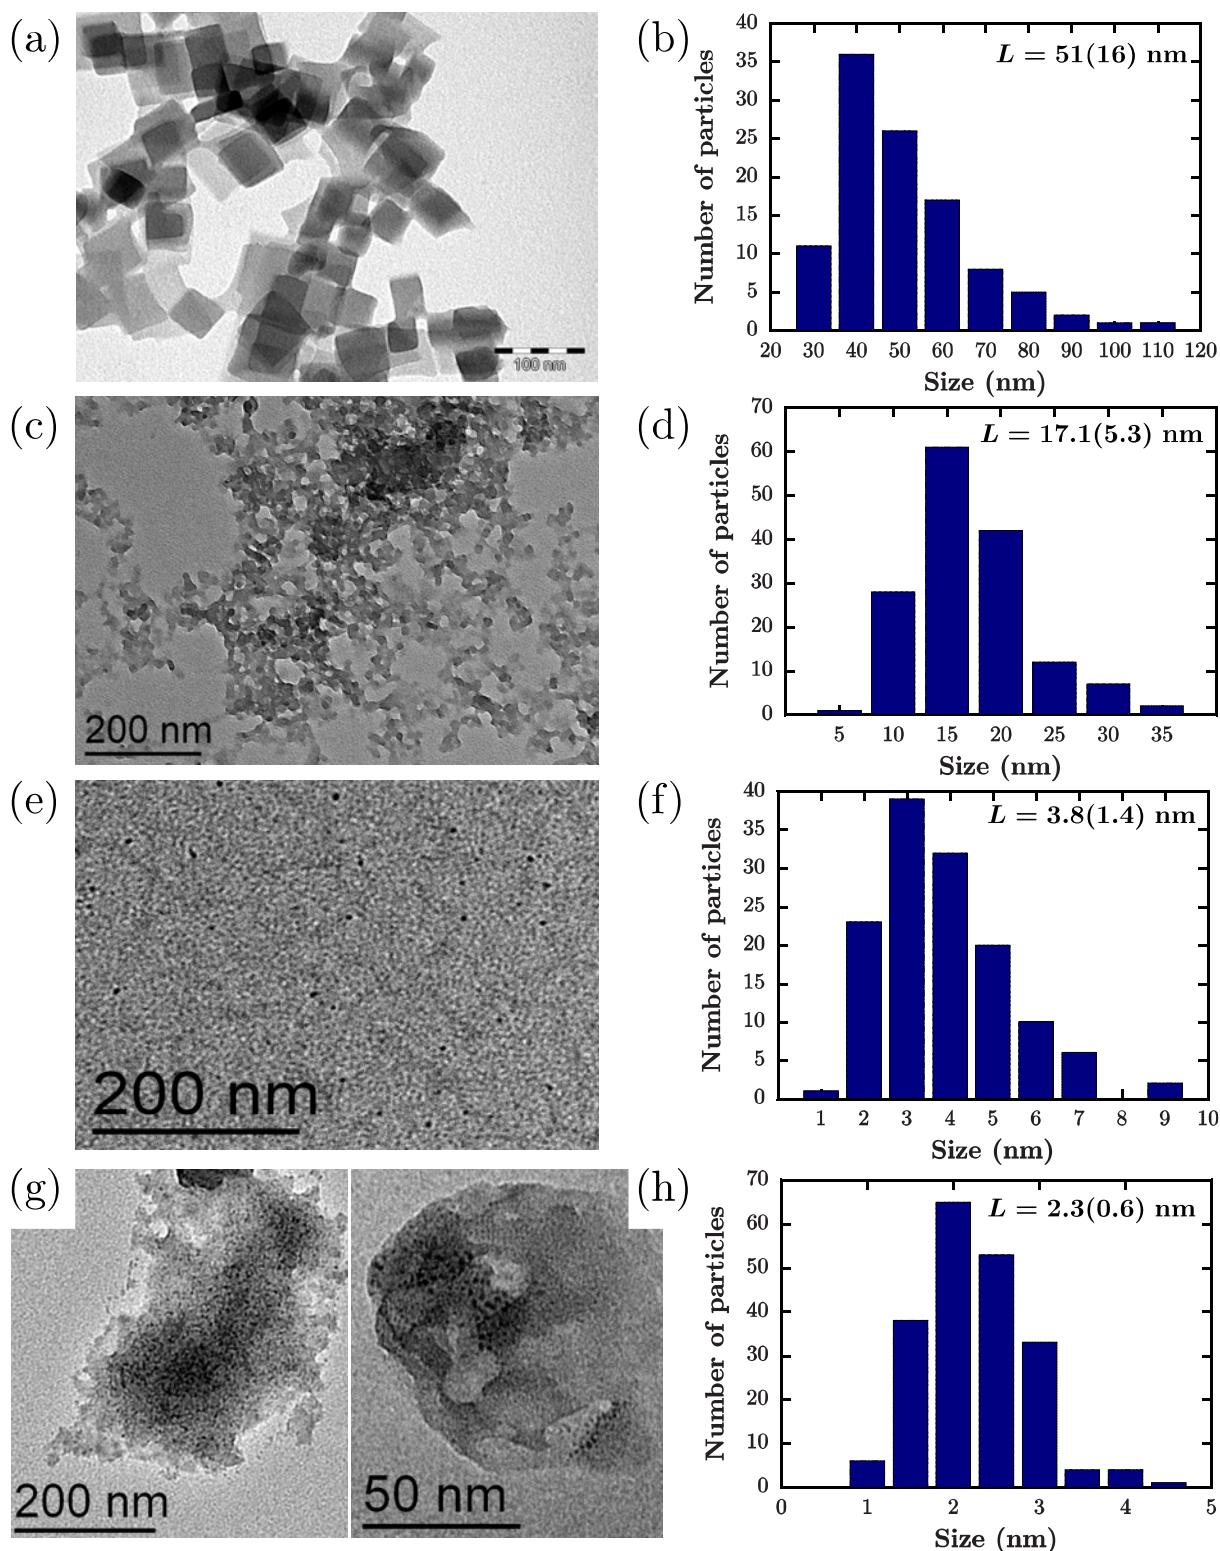 (a)
100 nm
(b)
L = 51(16) nm
Number of particles
40
35
30
25
20
15
10
5
0
20 30 40 50 60 70 80 90 100 110 120
Size (nm)
(c)
200 nm
(d)
L = 17.1(5.3) nm
Number of particles
70
60
50
40
30
20
10
0
5 10 15 20 25 30 35
Size (nm)
(e)
200 nm
(f)
L = 3.8(1.4) nm
Number of particles
40
35
30
25
20
15
10
5
0
1 2 3 4 5 6 7 8 9 10
Size (nm)
(g)
200 nm
50 nm
(h)
L = 2.3(0.6) nm
Number of particles
70
60
50
40
30
20
10
0
0 1 2 3 4 5
Size (nm)